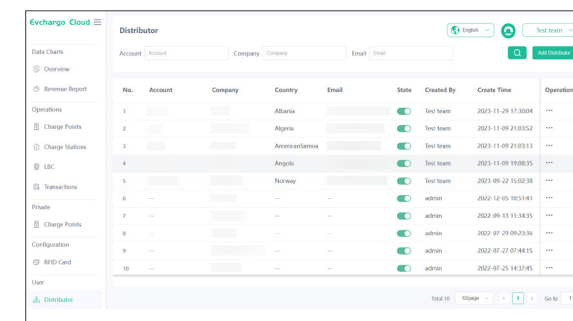 Evchargo Cloud
Data Charts
Overview
Revenue Report
Operations
Charge Points
Charge Stations
LBC
Transactions
Private
Charge Points
Configuration
RFID Card
User
Distributor
Distributor
English
Test team
Account Account Company Company Email Email
Add Distributor
No. Account Company Country Email State Created By Create Time Operation
1 Albania Test team 2023-11-29 17:30:04 ···
2 Algeria Test team 2023-11-09 21:03:52 ···
3 AmericanSamoa Test team 2023-11-09 21:03:13 ···
4 Angola Test team 2023-11-09 19:08:35 ···
5 Norway Test team 2023-09-22 15:02:38 ···
6 -- -- -- admin 2022-12-05 10:51:41 ···
7 -- -- -- admin 2022-09-13 11:34:35 ···
8 -- -- -- admin 2022-07-29 09:23:36 ···
9 -- -- -- admin 2022-07-27 07:44:15 ···
10 -- -- -- admin 2022-07-25 14:37:45 ···
Total 10 10/page < 1 > Go to 1